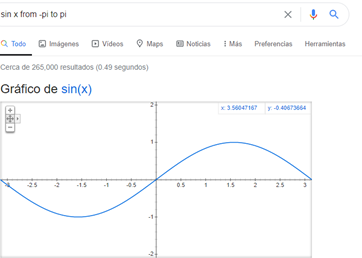 sin x from -pi to pi
Todo Imágenes Vídeos Maps Noticias Más Preferencias Herramientas
Cerca de 265,000 resultados (0.49 segundos)
Gráfico de sin(x)
x: 3.56047167 y: -0.40673664
2
1
-3 -2.5 -2 -1.5 -1 -0.5 0 0.5 1 1.5 2 2.5 3
-1
-2